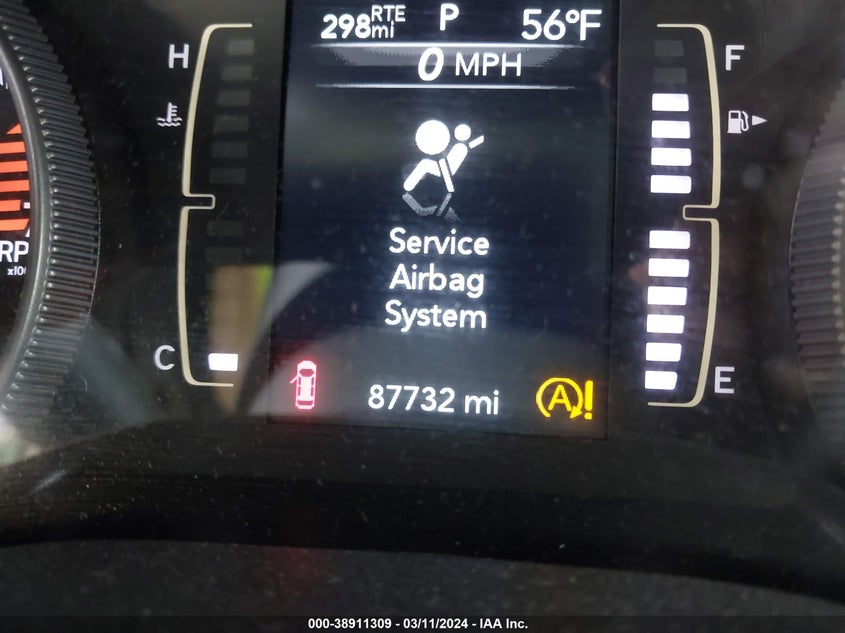 298 RTE mi P 56°F
0 MPH
H
F
Service
Airbag
System
C
E
87732 mi
A!
RP
x10
000-38911309 - 03/11/2024 - IAA Inc.